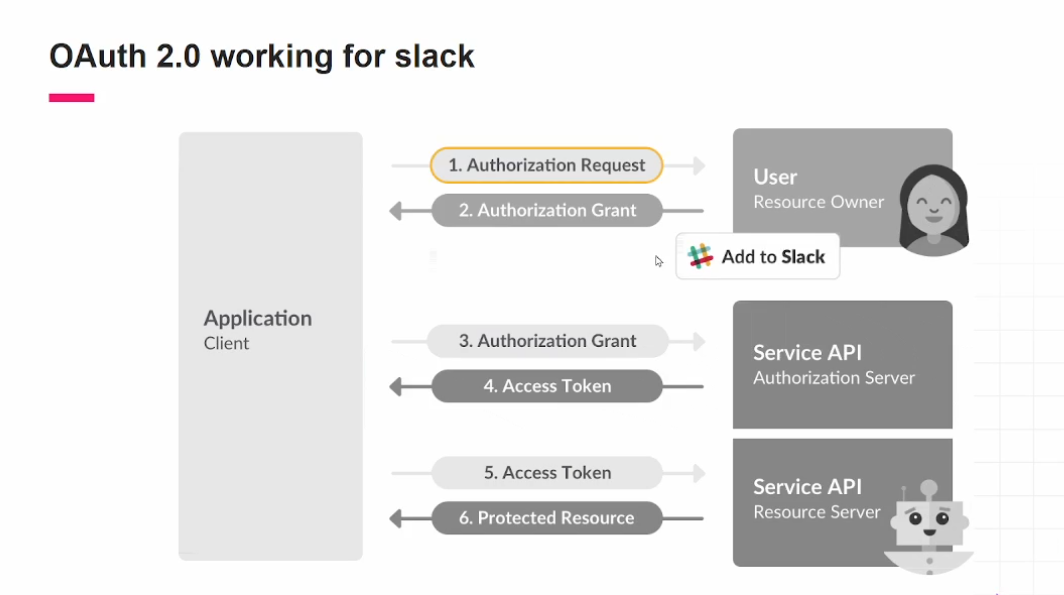 OAuth 2.0 working for slack
Application
Client
1. Authorization Request
2. Authorization Grant
User
Resource Owner
Add to Slack
3. Authorization Grant
4. Access Token
Service API
Authorization Server
5. Access Token
6. Protected Resource
Service API
Resource Server